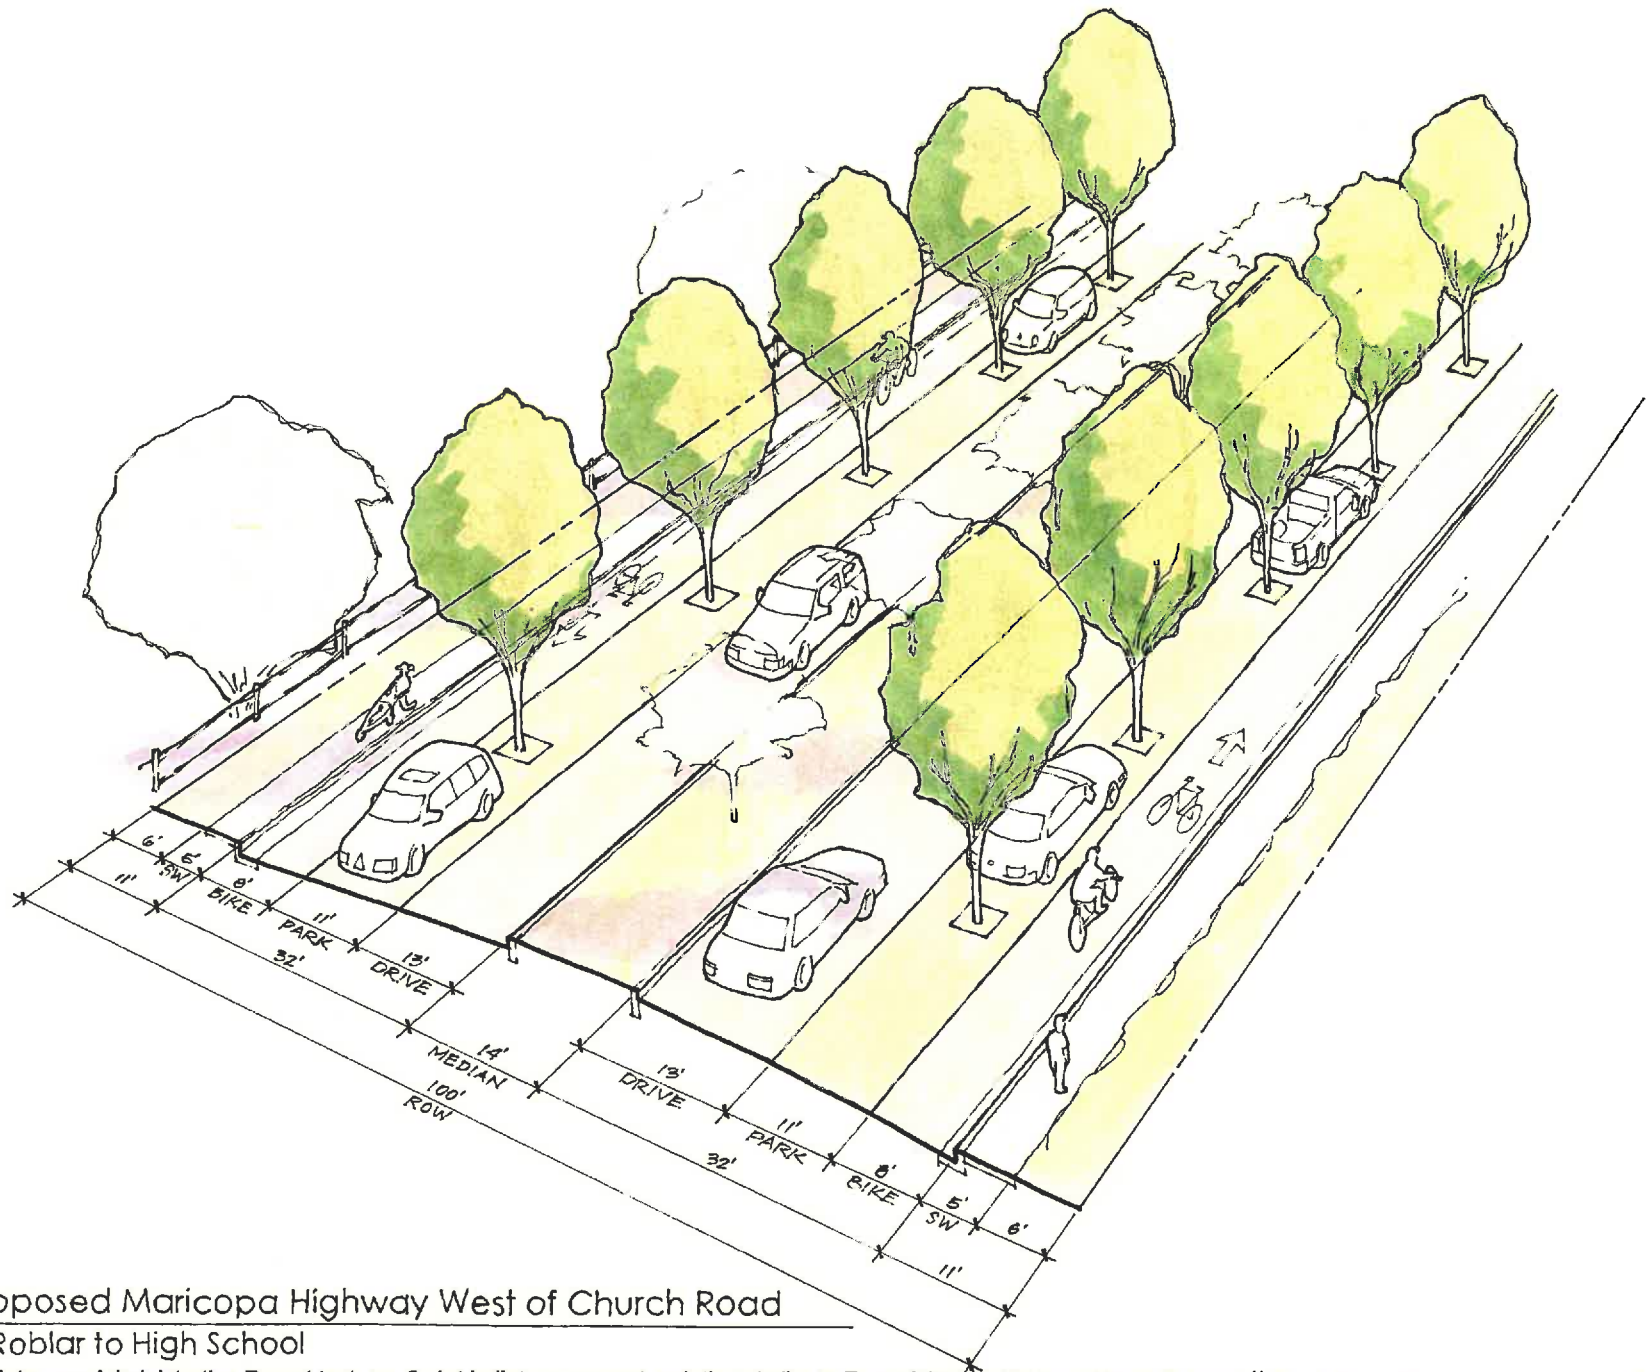 6'
5'
SW
8'
BIKE
11'
PARK
13'
DRIVE
11'
32'
14'
MEDIAN
100'
ROW
13'
DRIVE
11'
PARK
8'
BIKE
5'
SW
6'
32'
11'
oposed Maricopa Highway West of Church Road
Roblar to High School